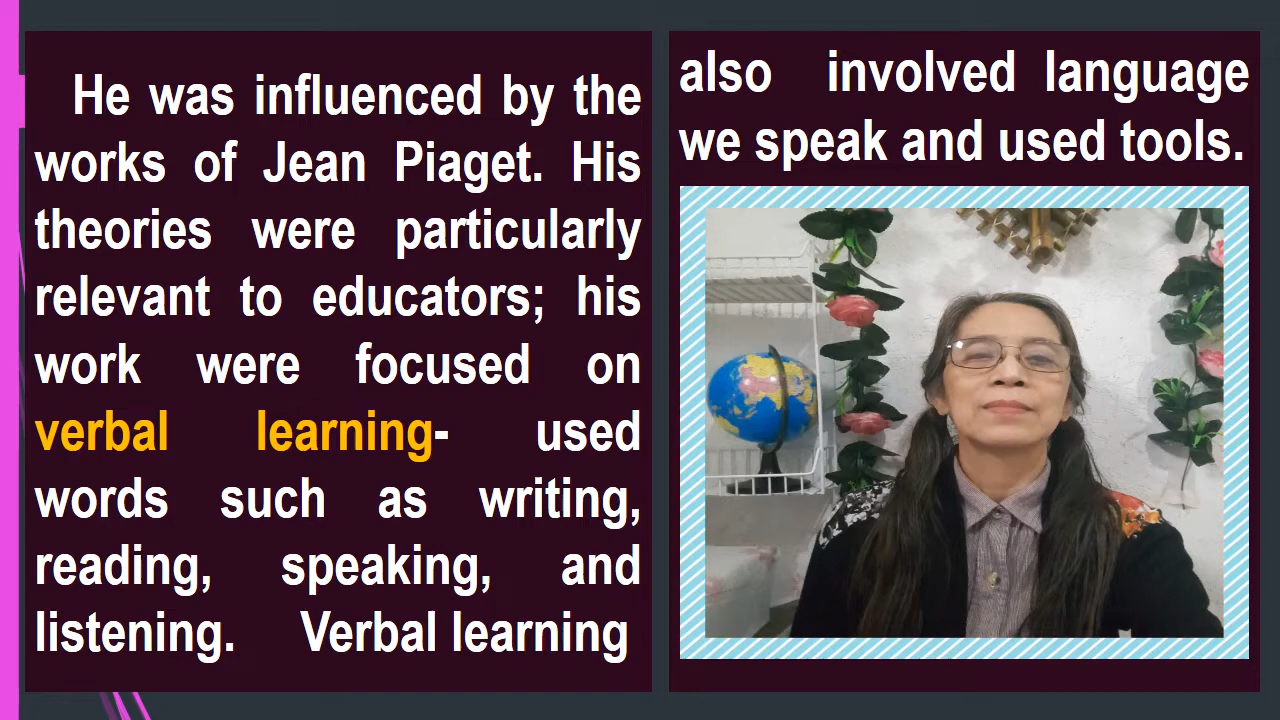 He was influenced by the
works of Jean Piaget. His
theories were particularly
relevant to educators; his
work were focused on
verbal learning- used
words such as writing,
reading, speaking, and
listening. Verbal learning
also involved language
we speak and used tools.